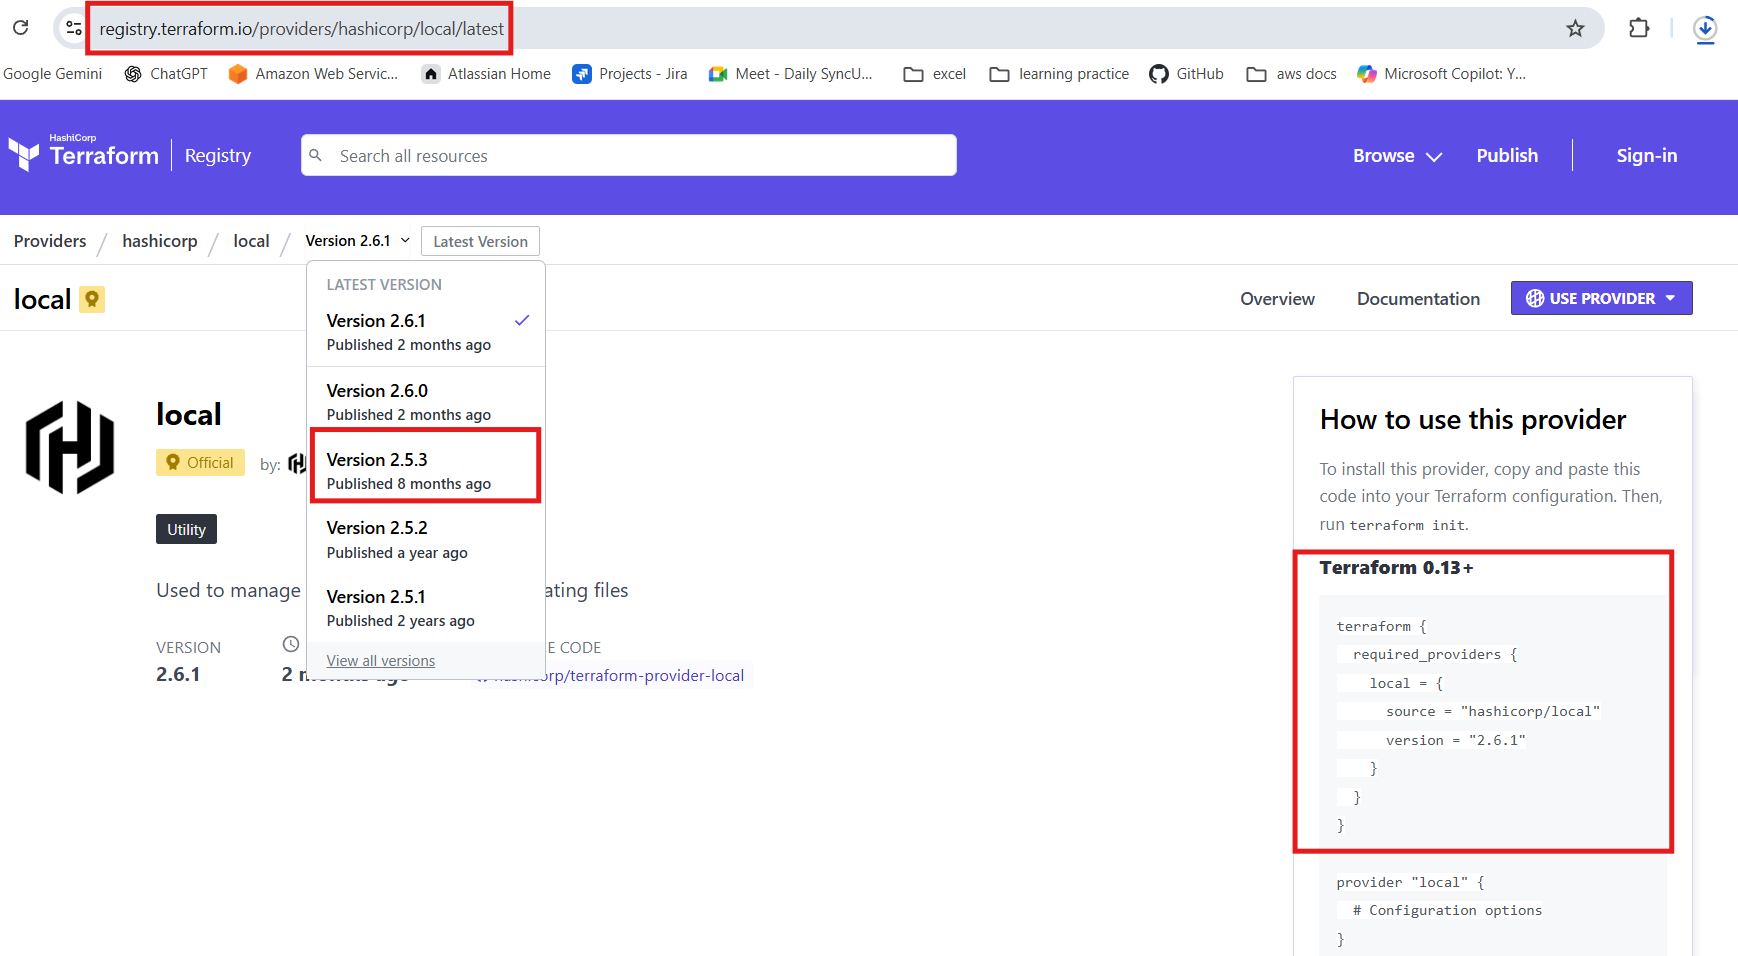 registry.terraform.io/providers/hashicorp/local/latest
Google Gemini
ChatGPT
Amazon Web Servic...
Atlassian Home
Projects - Jira
Meet - Daily SyncU...
excel
learning practice
GitHub
aws docs
Microsoft Copilot: Y...
HashiCorp
Terraform
Registry
Search all resources
Browse
Publish
Sign-in
Providers / hashicorp / local / Version 2.6.1
Latest Version
local
Overview
Documentation
USE PROVIDER
LATEST VERSION
Version 2.6.1
Published 2 months ago
Version 2.6.0
Published 2 months ago
Version 2.5.3
Published 8 months ago
Version 2.5.2
Published a year ago
Version 2.5.1
Published 2 years ago
View all versions
local
Official
by:
Utility
Used to manage
ating files
VERSION
2.6.1
2
E CODE
hashicorp/terraform-provider-local
How to use this provider
To install this provider, copy and paste this
code into your Terraform configuration. Then,
run terraform init.
Terraform 0.13+
terraform {
  required_providers {
    local = {
      source = "hashicorp/local"
      version = "2.6.1"
    }
  }
}
provider "local" {
  # Configuration options
}